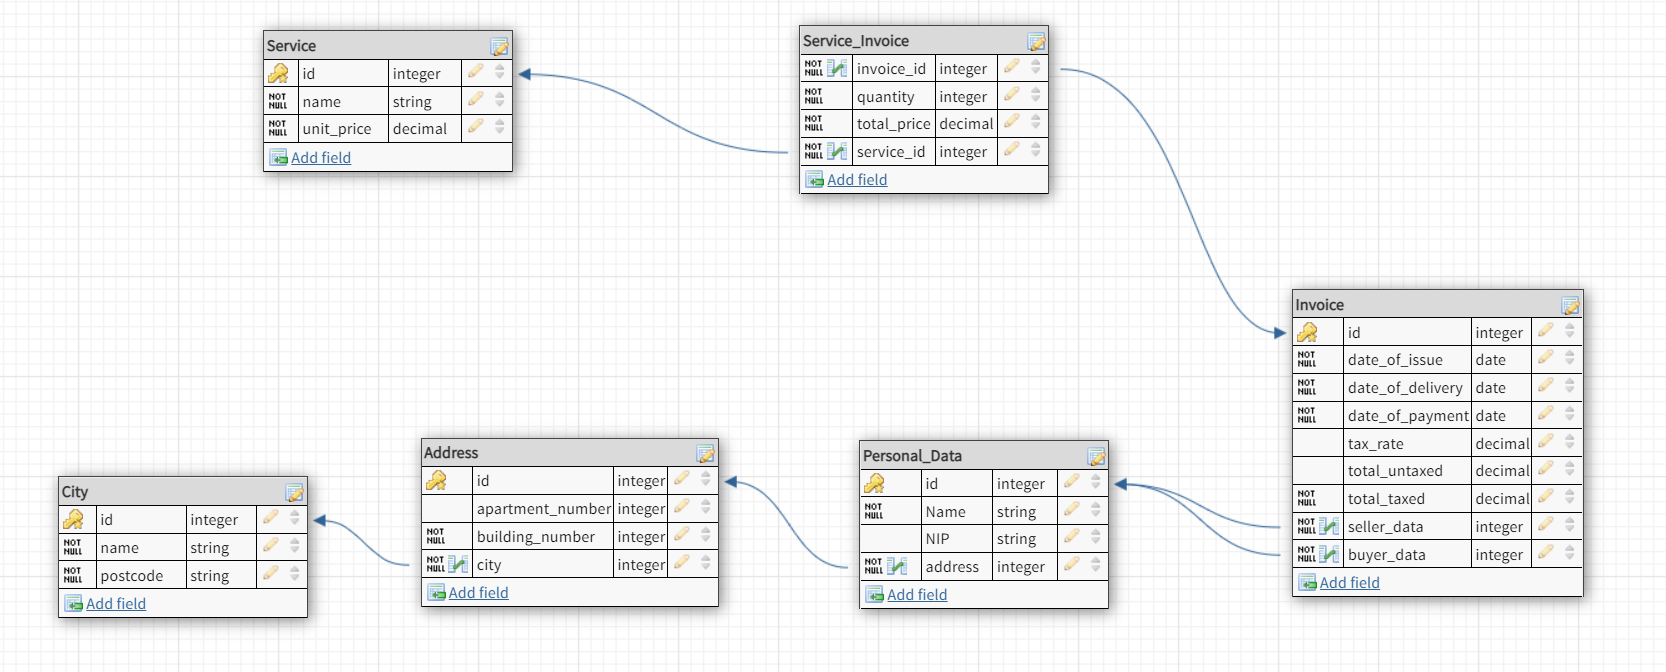 Service
id integer
NOT NULL name string
NOT NULL unit_price decimal
Add field
Service_Invoice
NOT NULL invoice_id integer
NOT NULL quantity integer
NOT NULL total_price decimal
NOT NULL service_id integer
Add field
Invoice
id integer
NOT NULL date_of_issue date
NOT NULL date_of_delivery date
NOT NULL date_of_payment date
tax_rate decimal
total_untaxed decimal
NOT NULL total_taxed decimal
NOT NULL seller_data integer
NOT NULL buyer_data integer
Add field
City
id integer
NOT NULL name string
NOT NULL postcode string
Add field
Address
id integer
apartment_number integer
NOT NULL building_number integer
NOT NULL city integer
Add field
Personal_Data
id integer
NOT NULL Name string
NIP string
NOT NULL address integer
Add field